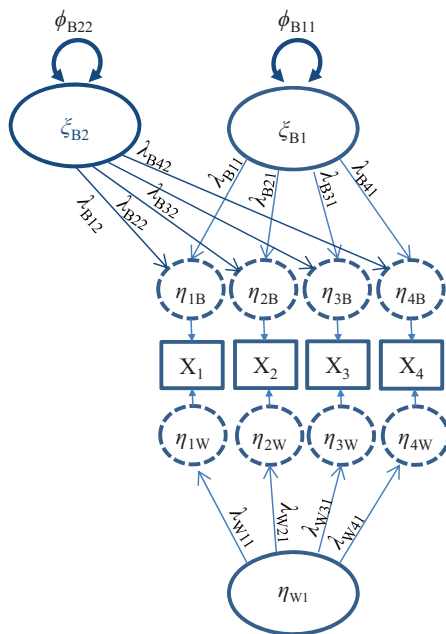 ϕB22 ϕB11
ξB2 ξB1
λB12 λB22 λB32 λB42 λB11 λB21 λB31 λB41
η1B η2B η3B η4B
X1 X2 X3 X4
η1W η2W η3W η4W
λW11 λW21 λW31 λW41
ηW1